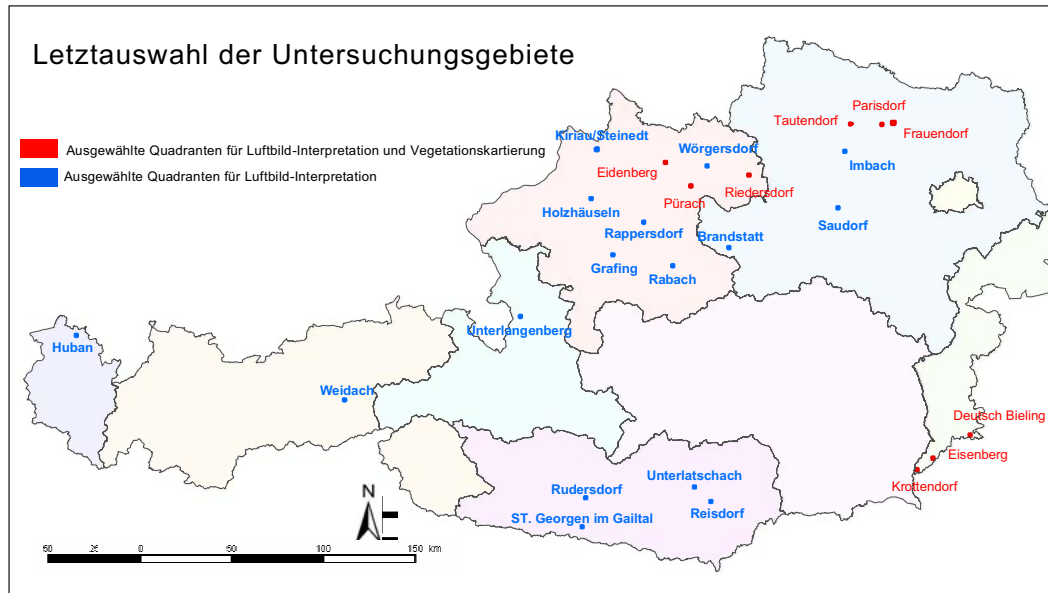 Letztauswahl der Untersuchungsgebiete
Ausgewählte Quadranten für Luftbild-Interpretation und Vegetationskartierung
Ausgewählte Quadranten für Luftbild-Interpretation
Parisdorf
Tautendorf
Frauendorf
Kiriau/Steinedt
Wörgersdorf
Imbach
Eidenberg
Riedersdorf
Pürach
Holzhäuseln
Saudorf
Rappersdorf
Brandstatt
Grafing
Rabach
Unterlangenberg
Huban
Weidach
Deutsch Bieling
Eisenberg
Krottendorf
Unterlatschach
Rudersdorf
Reisdorf
ST. Georgen im Gailtal
N
50 25 0 50 100 150 km